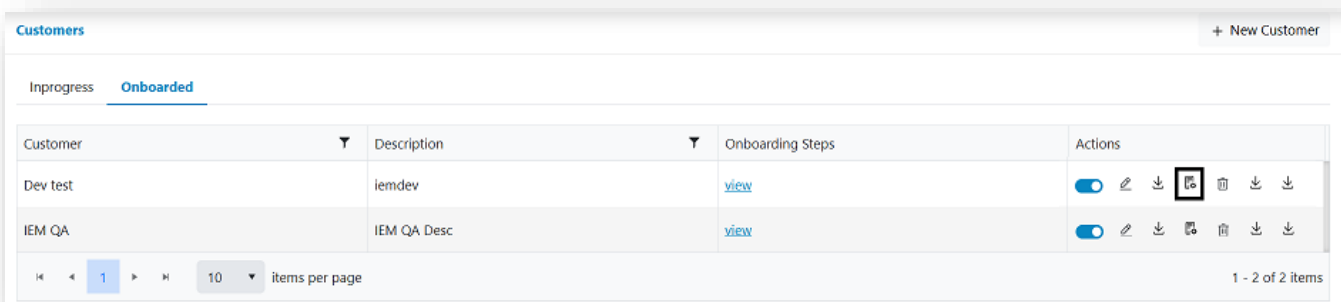 Customers
+ New Customer
Inprogress Onboarded
Customer Description Onboarding Steps Actions
Dev test iemdev view
IEM QA IEM QA Desc view
1 10 items per page 1 - 2 of 2 items